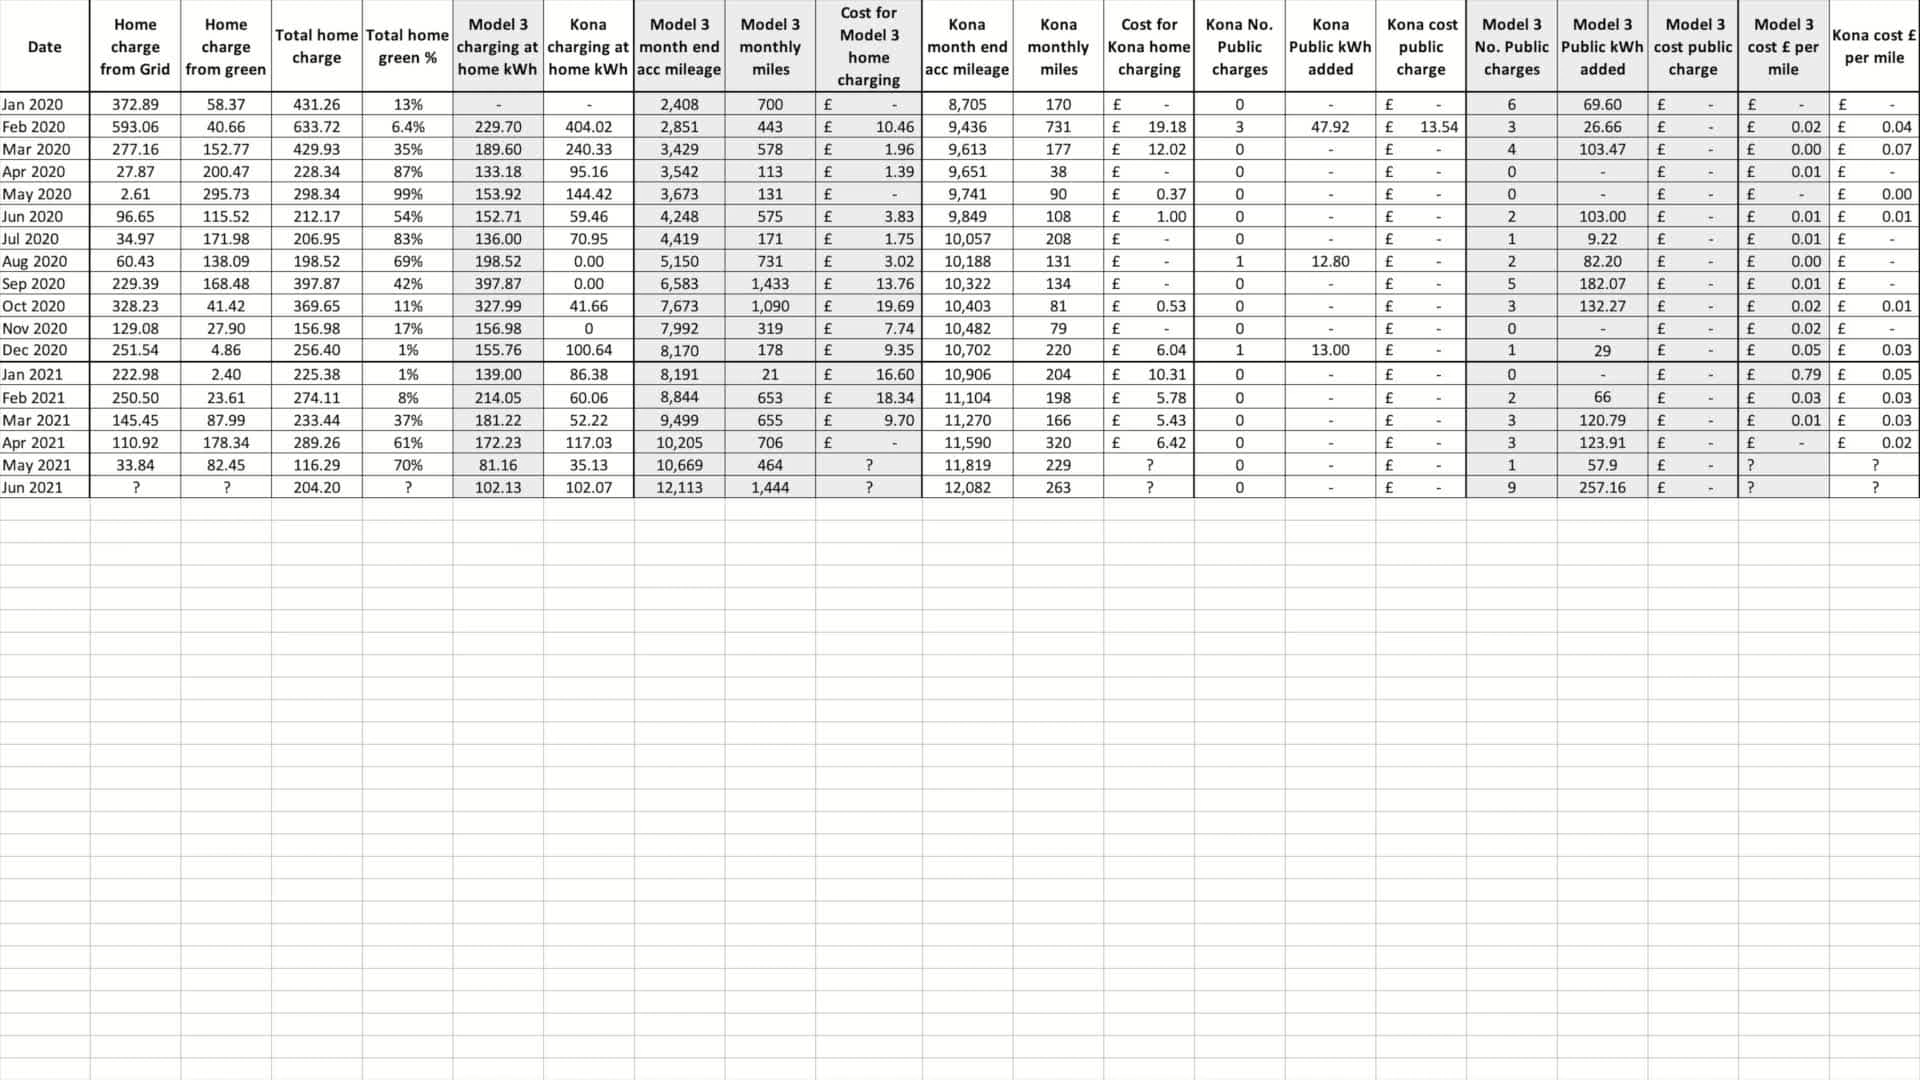 Date Home charge from Grid Home charge from green Total home charge Total home green % Model 3 charging at home kWh Kona charging at home kWh Model 3 month end acc mileage Model 3 monthly miles Cost for Model 3 home charging Kona month end acc mileage Kona monthly miles Cost for Kona home charging Kona No. Public charges Kona Public kWh added Kona cost public charge Model 3 No. Public charges Model 3 Public kWh added Model 3 cost public charge Model 3 cost £ per mile Kona cost £ per mile
Jan 2020 372.89 58.37 431.26 13% - - 2,408 700 £ - 8,705 170 £ - 0 - £ - 6 69.60 £ - £ - £ -
Feb 2020 593.06 40.66 633.72 6.4% 229.70 404.02 2,851 443 £ 10.46 9,436 731 £ 19.18 3 47.92 £ 13.54 3 26.66 £ - £ 0.02 £ 0.04
Mar 2020 277.16 152.77 429.93 35% 189.60 240.33 3,429 578 £ 1.96 9,613 177 £ 12.02 0 - £ - 4 103.47 £ - £ 0.00 £ 0.07
Apr 2020 27.87 200.47 228.34 87% 133.18 95.16 3,542 113 £ 1.39 9,651 38 £ - 0 - £ - 0 - £ - £ 0.01 £ -
May 2020 2.61 295.73 298.34 99% 153.92 144.42 3,673 131 £ - 9,741 90 £ 0.37 0 - £ - 0 - £ - £ - £ 0.00
Jun 2020 96.65 115.52 212.17 54% 152.71 59.46 4,248 575 £ 3.83 9,849 108 £ 1.00 0 - £ - 2 103.00 £ - £ 0.01 £ 0.01
Jul 2020 34.97 171.98 206.95 83% 136.00 70.95 4,419 171 £ 1.75 10,057 208 £ - 0 - £ - 1 9.22 £ - £ 0.01 £ -
Aug 2020 60.43 138.09 198.52 69% 198.52 0.00 5,150 731 £ 3.02 10,188 131 £ - 1 12.80 £ - 2 82.20 £ - £ 0.00 £ -
Sep 2020 229.39 168.48 397.87 42% 397.87 0.00 6,583 1,433 £ 13.76 10,322 134 £ - 0 - £ - 5 182.07 £ - £ 0.01 £ -
Oct 2020 328.23 41.42 369.65 11% 327.99 41.66 7,673 1,090 £ 19.69 10,403 81 £ 0.53 0 - £ - 3 132.27 £ - £ 0.02 £ 0.01
Nov 2020 129.08 27.90 156.98 17% 156.98 0 7,992 319 £ 7.74 10,482 79 £ - 0 - £ - 0 - £ - £ 0.02 £ -
Dec 2020 251.54 4.86 256.40 1% 155.76 100.64 8,170 178 £ 9.35 10,702 220 £ 6.04 1 13.00 £ - 1 29 £ - £ 0.05 £ 0.03
Jan 2021 222.98 2.40 225.38 1% 139.00 86.38 8,191 21 £ 16.60 10,906 204 £ 10.31 0 - £ - 0 - £ - £ 0.79 £ 0.05
Feb 2021 250.50 23.61 274.11 8% 214.05 60.06 8,844 653 £ 18.34 11,104 198 £ 5.78 0 - £ - 2 66 £ - £ 0.03 £ 0.03
Mar 2021 145.45 87.99 233.44 37% 181.22 52.22 9,499 655 £ 9.70 11,270 166 £ 5.43 0 - £ - 3 120.79 £ - £ 0.01 £ 0.03
Apr 2021 110.92 178.34 289.26 61% 172.23 117.03 10,205 706 £ - 11,590 320 £ 6.42 0 - £ - 3 123.91 £ - £ - £ 0.02
May 2021 33.84 82.45 116.29 70% 81.16 35.13 10,669 464 ? 11,819 229 ? 0 - £ - 1 57.9 £ - ? ?
Jun 2021 ? ? 204.20 ? 102.13 102.07 12,113 1,444 ? 12,082 263 ? 0 - £ - 9 257.16 £ - ? ?